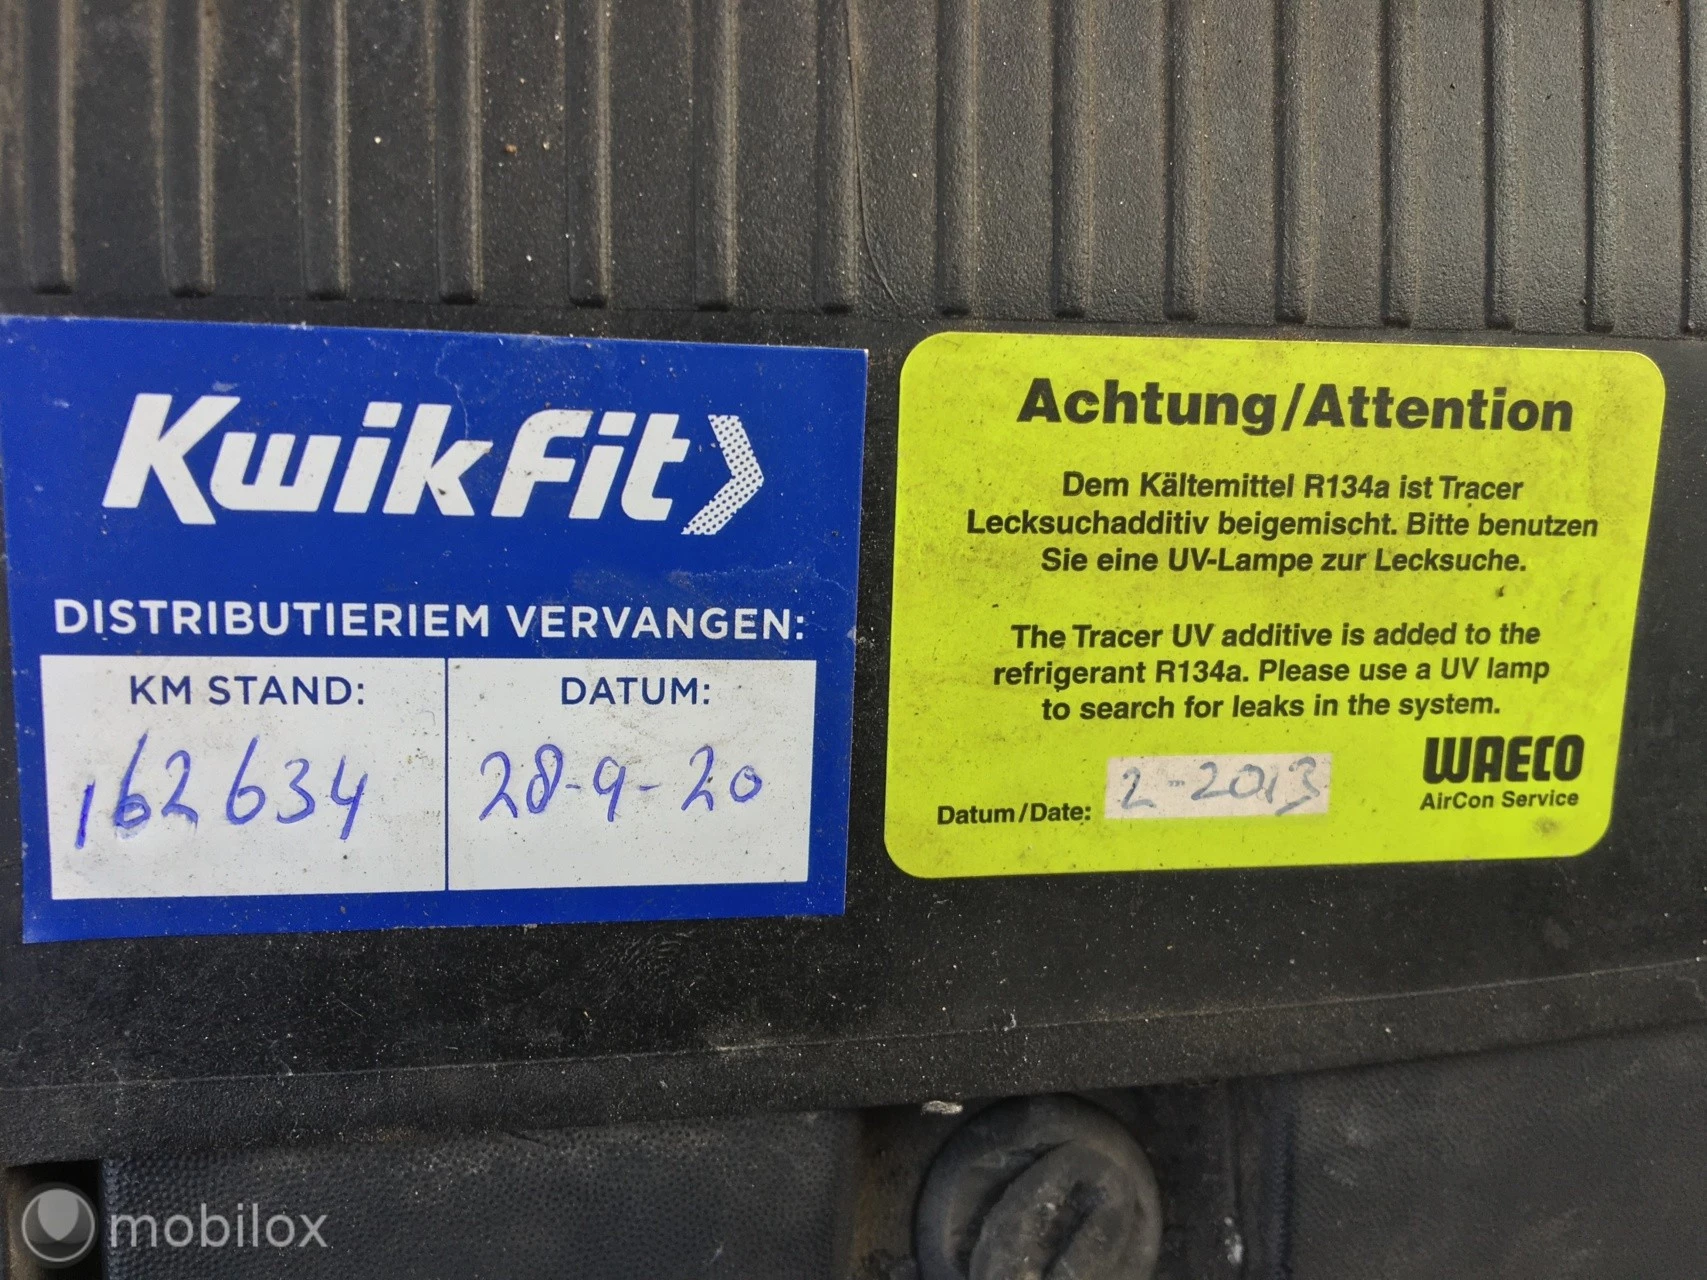 Kwik Fit
DISTRIBUTIERIEM VERVANGEN:
KM STAND:
162634
DATUM:
28-9-20
Achtung/Attention
Dem Kältemittel R134a ist Tracer
Lecksuchadditiv beigemischt. Bitte benutzen
Sie eine UV-Lampe zur Lecksuche.
The Tracer UV additive is added to the
refrigerant R134a. Please use a UV lamp
to search for leaks in the system.
Datum/Date: 2-2013
WAECO
AirCon Service
mobilox